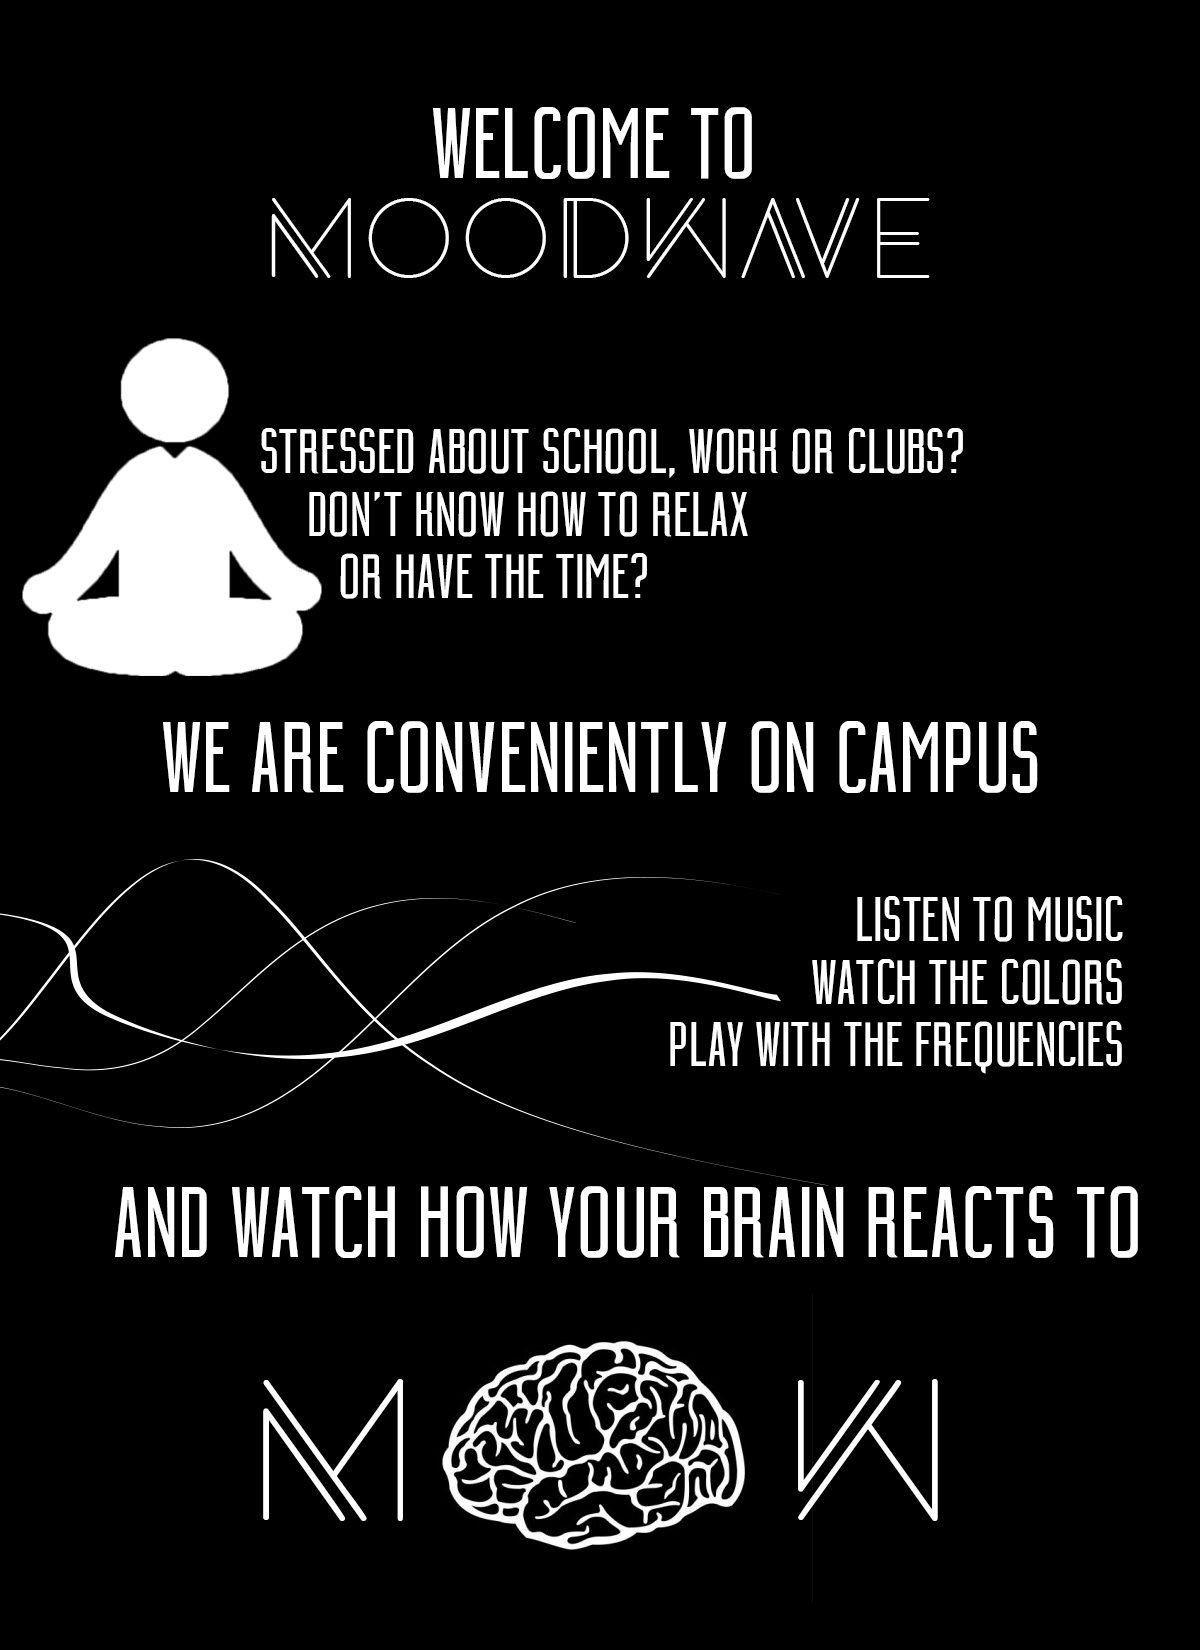 WELCOME TO
MOODWAVE
STRESSED ABOUT SCHOOL, WORK OR CLUBS?
DON'T KNOW HOW TO RELAX
OR HAVE THE TIME?
WE ARE CONVENIENTLY ON CAMPUS
LISTEN TO MUSIC
WATCH THE COLORS
PLAY WITH THE FREQUENCIES
AND WATCH HOW YOUR BRAIN REACTS TO
M W